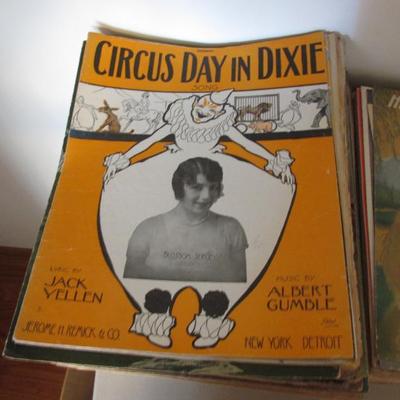 CIRCUS DAY IN DIXIE
SONG
LYRIC BY
JACK
YELLEN
MUSIC BY
ALBERT
GUMBLE
JEROME H. REMICK & CO.
NEW YORK DETROIT